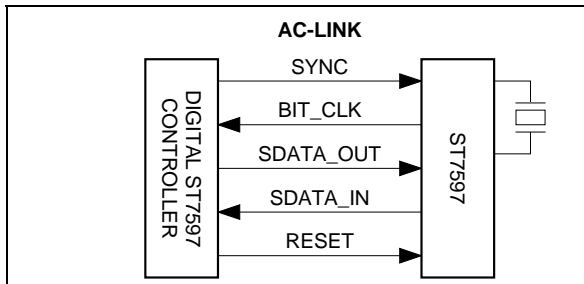 AC-LINK
SYNC
BIT_CLK
SDATA_OUT
SDATA_IN
RESET
DIGITAL ST7597
CONTROLLER
ST7597